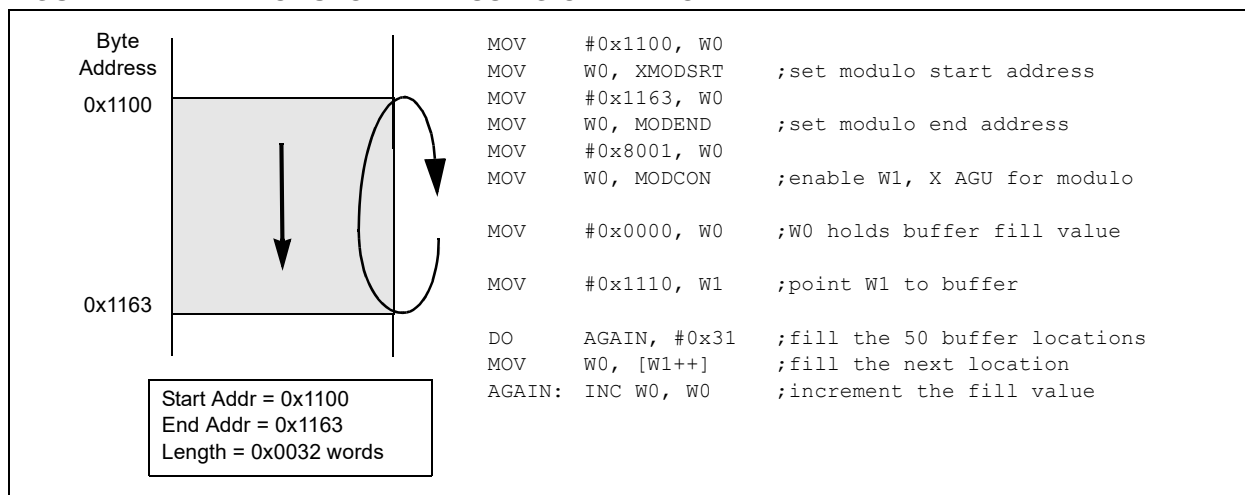 Byte
Address
0x1100
0x1163
Start Addr = 0x1100
End Addr = 0x1163
Length = 0x0032 words
MOV #0x1100, W0
MOV W0, XMODSRT ;set modulo start address
MOV #0x1163, W0
MOV W0, MODEND ;set modulo end address
MOV #0x8001, W0
MOV W0, MODCON ;enable W1, X AGU for modulo
MOV #0x0000, W0 ;W0 holds buffer fill value
MOV #0x1110, W1 ;point W1 to buffer
DO AGAIN, #0x31 ;fill the 50 buffer locations
MOV W0, [W1++] ;fill the next location
AGAIN: INC W0, W0 ;increment the fill value